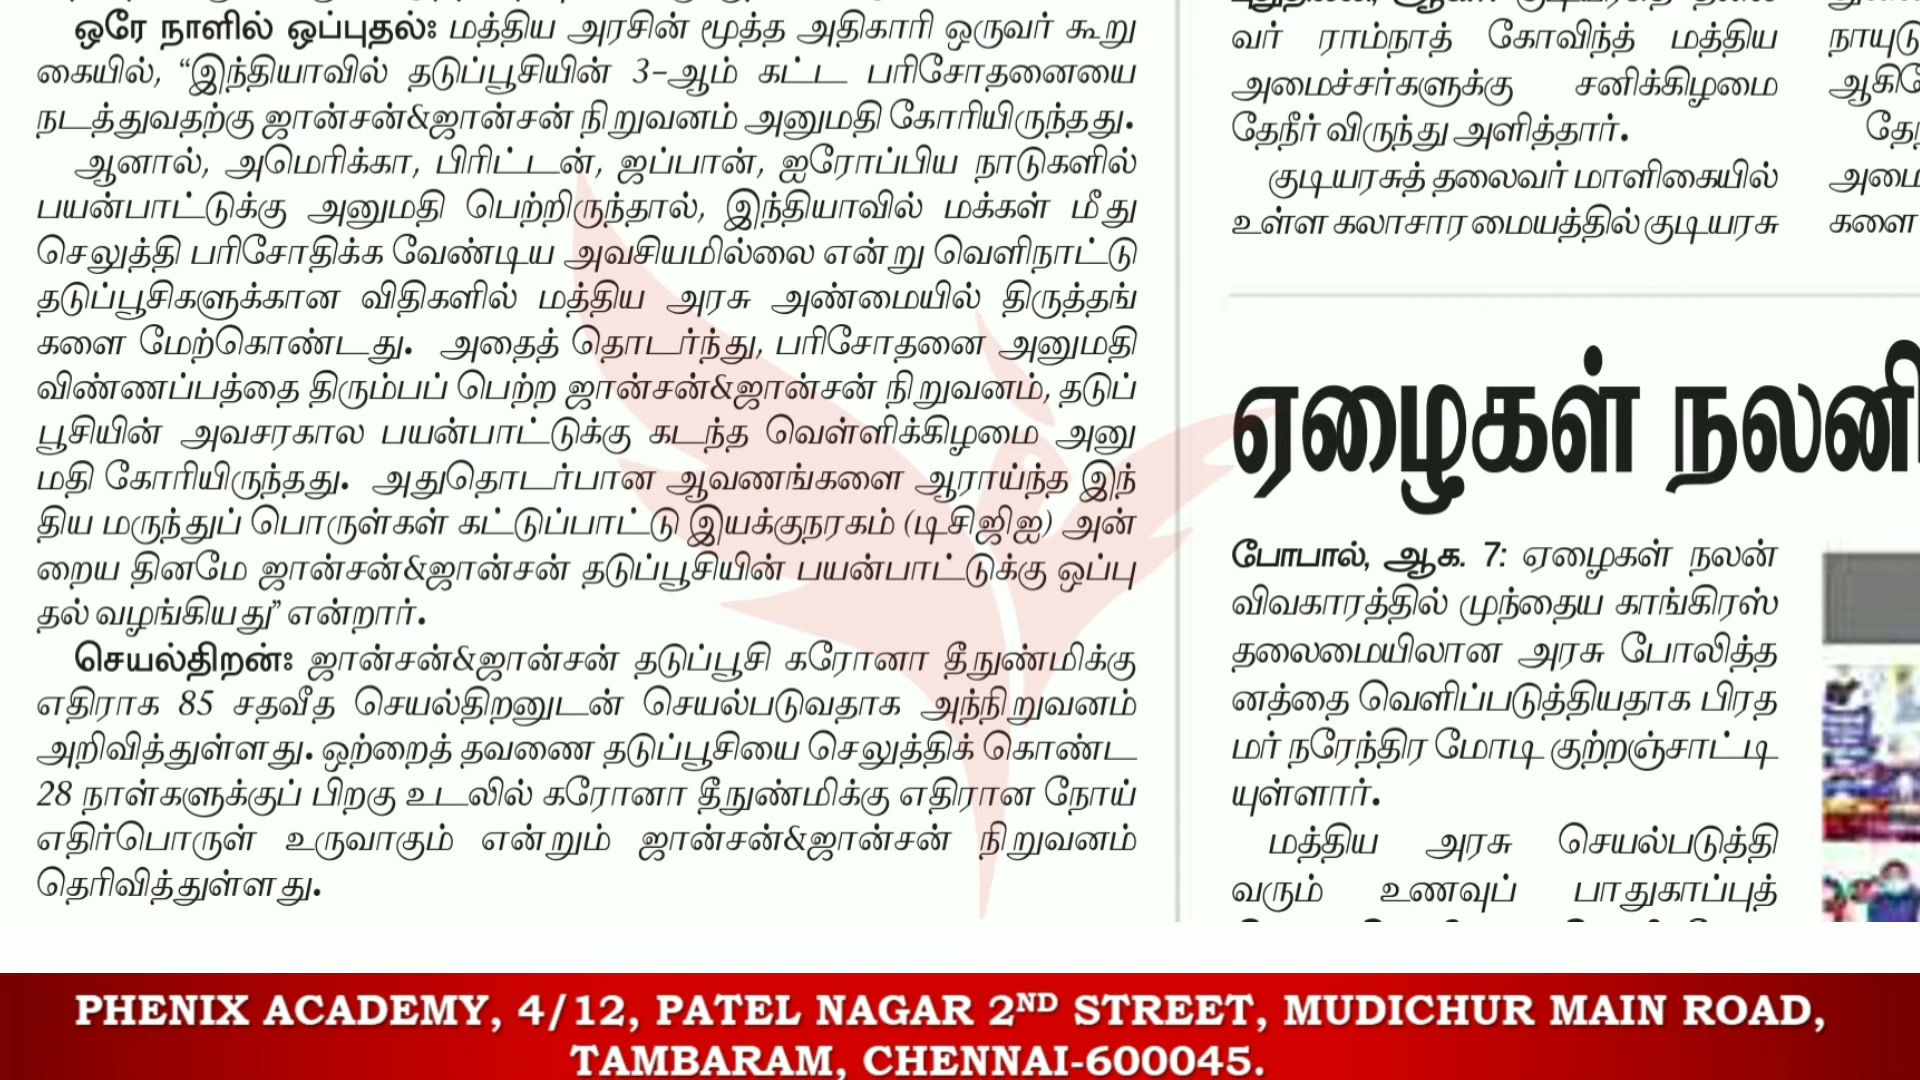 ஒரே நாளில் ஒப்புதல்: மத்திய அரசின் மூத்த அதிகாரி ஒருவர் கூறு
கையில், “இந்தியாவில் தடுப்பூசியின் 3-ஆம் கட்ட பரிசோதனையை
நடத்துவதற்கு ஜான்சன்&ஜான்சன் நிறுவனம் அனுமதி கோரியிருந்தது.
ஆனால், அமெரிக்கா, பிரிட்டன், ஜப்பான், ஐரோப்பிய நாடுகளில்
பயன்பாட்டுக்கு அனுமதி பெற்றிருந்தால், இந்தியாவில் மக்கள் மீது
செலுத்தி பரிசோதிக்க வேண்டிய அவசியமில்லை என்று வெளிநாட்டு
தடுப்பூசிகளுக்கான விதிகளில் மத்திய அரசு அண்மையில் திருத்தங்
களை மேற்கொண்டது. அதைத் தொடர்ந்து, பரிசோதனை அனுமதி
விண்ணப்பத்தை திரும்பப் பெற்ற ஜான்சன்&ஜான்சன் நிறுவனம், தடுப்
பூசியின் அவசரகால பயன்பாட்டுக்கு கடந்த வெள்ளிக்கிழமை அனு
மதி கோரியிருந்தது. அதுதொடர்பான ஆவணங்களை ஆராய்ந்த இந்
திய மருந்துப் பொருள்கள் கட்டுப்பாட்டு இயக்குநரகம் (டிசிஜிஐ) அன்
றைய தினமே ஜான்சன்&ஜான்சன் தடுப்பூசியின் பயன்பாட்டுக்கு ஒப்பு
தல் வழங்கியது” என்றார்.
செயல்திறன்: ஜான்சன்&ஜான்சன் தடுப்பூசி கரோனா தீநுண்மிக்கு
எதிராக 85 சதவீத செயல்திறனுடன் செயல்படுவதாக அந்நிறுவனம்
அறிவித்துள்ளது. ஒற்றைத் தவணை தடுப்பூசியை செலுத்திக் கொண்ட
28 நாள்களுக்குப் பிறகு உடலில் கரோனா தீநுண்மிக்கு எதிரான நோய்
எதிர்பொருள் உருவாகும் என்றும் ஜான்சன்&ஜான்சன் நிறுவனம்
தெரிவித்துள்ளது.
வர் ராம்நாத் கோவிந்த் மத்திய
அமைச்சர்களுக்கு சனிக்கிழமை
தேநீர் விருந்து அளித்தார்.
குடியரசுத் தலைவர் மாளிகையில்
உள்ள கலாசார மையத்தில் குடியரசு
நாயுடு
களை
ஏழைகள்
போபால், ஆக. 7: ஏழைகள் நலன்
விவகாரத்தில் முந்தைய காங்கிரஸ்
தலைமையிலான அரசு போலித்த
னத்தை வெளிப்படுத்தியதாக பிரத
மர் நரேந்திர மோடி குற்றஞ்சாட்டி
யுள்ளார்.
மத்திய அரசு செயல்படுத்தி
வரும் உணவுப் பாதுகாப்புத்
PHENIX ACADEMY, 4/12, PATEL NAGAR 2ND STREET, MUDICHUR MAIN ROAD,
TAMBARAM, CHENNAI-600045.